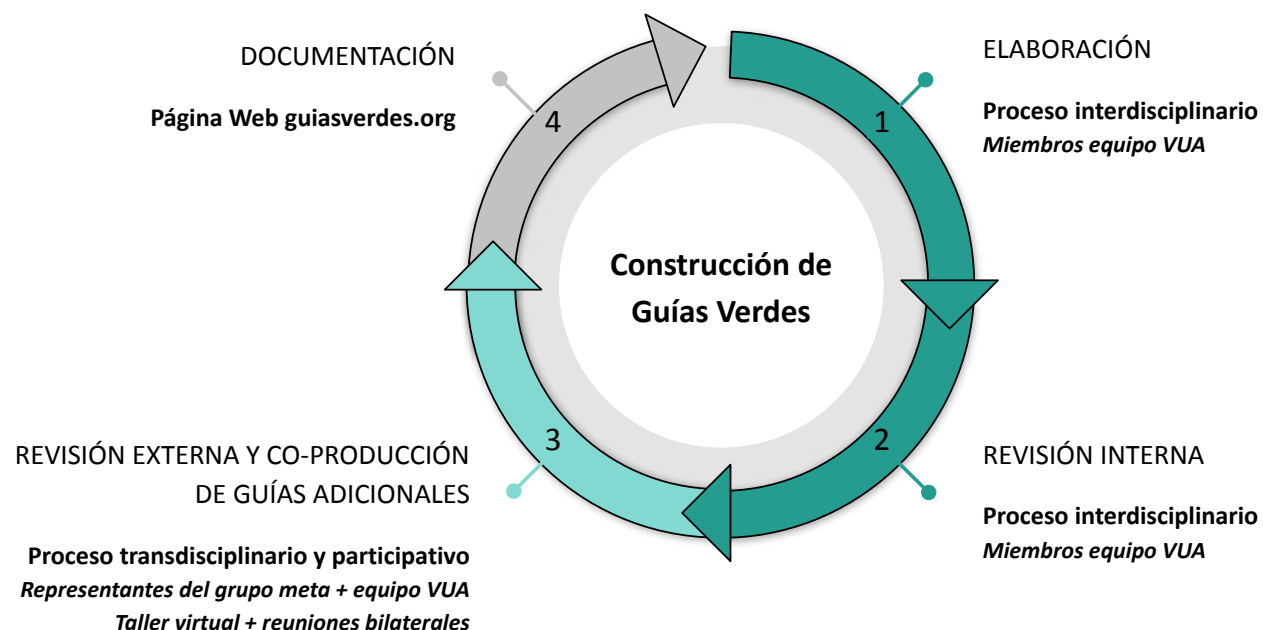 Construcción de
Guías Verdes
1
ELABORACIÓN
Proceso interdisciplinario
Miembros equipo VUA
2
REVISIÓN INTERNA
Proceso interdisciplinario
Miembros equipo VUA
3
REVISIÓN EXTERNA Y CO-PRODUCCIÓN
DE GUÍAS ADICIONALES
Proceso transdisciplinario y participativo
Representantes del grupo meta + equipo VUA
Taller virtual + reuniones bilaterales
4
DOCUMENTACIÓN
Página Web guiasverdes.org